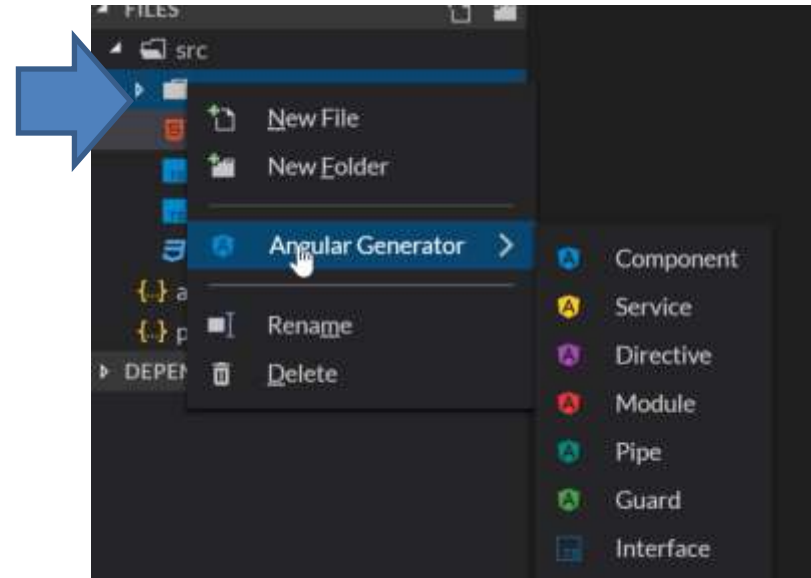 FILES
src
New File
New Folder
Angular Generator
Component
Service
Directive
Module
Pipe
Guard
Interface
Rename
Delete
{..} a
{..} p
DEPEN